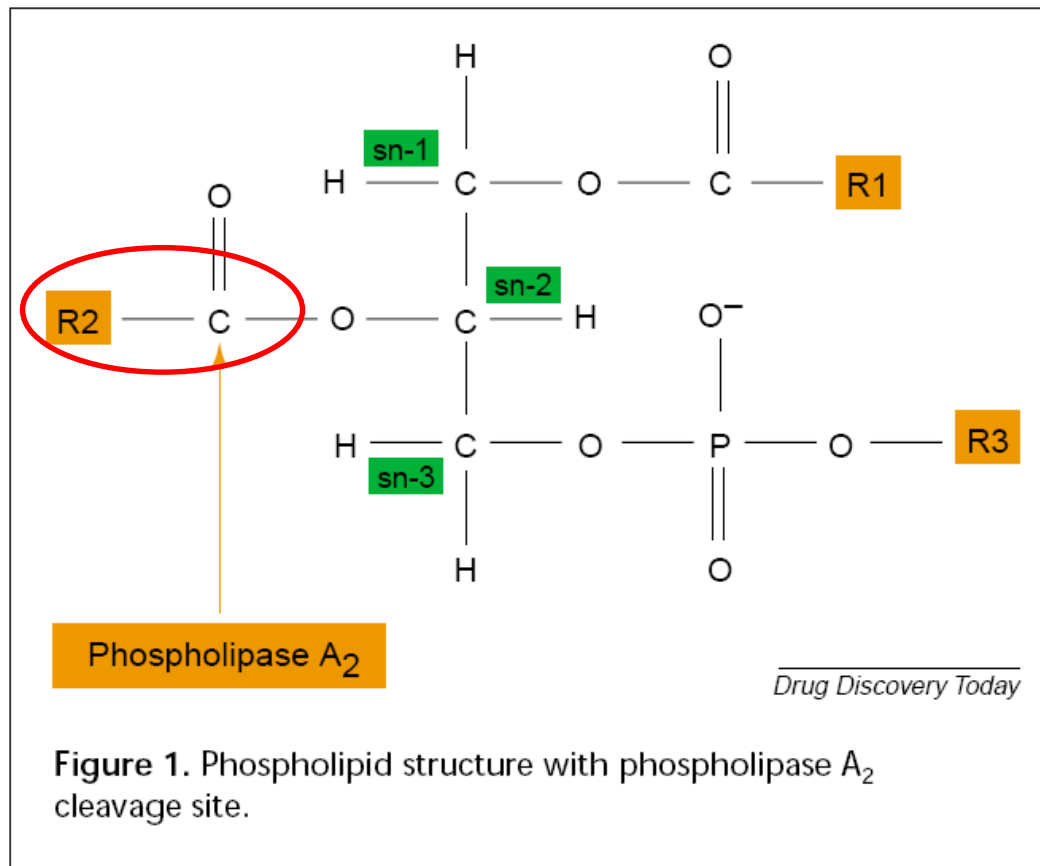 H O
sn-1
H C O C R1
O
sn-2
R2 C O C H O–
H C O P O R3
sn-3
H O
Phospholipase A2
Drug Discovery Today
Figure 1. Phospholipid structure with phospholipase A2
cleavage site.